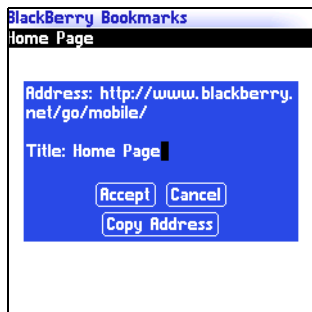 BlackBerry Bookmarks
Home Page
Address: http://www.blackberry.
net/go/mobile/
Title: Home Page
Accept Cancel
Copy Address